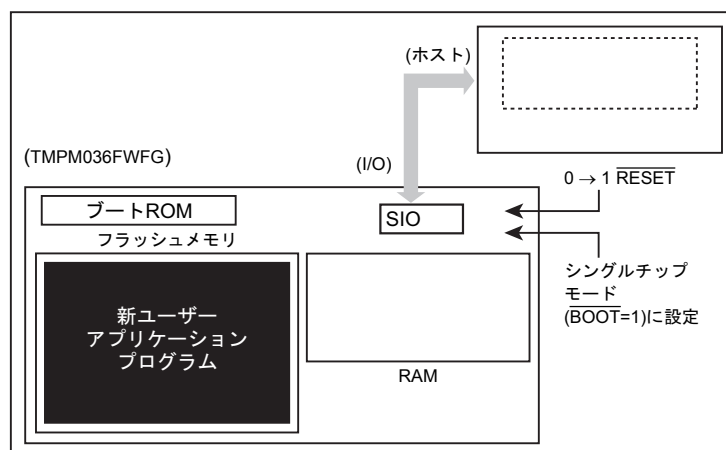 (ホスト)
(TMPM036FWFG)
(I/O)
0 → 1 RESET
ブートROM
SIO
フラッシュメモリ
シングルチップ
モード
(BOOT=1)に設定
新ユーザー
アプリケーション
プログラム
RAM